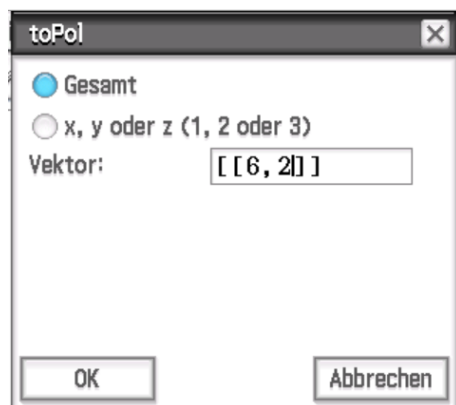 toPol
Gesamt
x, y oder z (1, 2 oder 3)
Vektor: [[6,2]]
OK Abbrechen